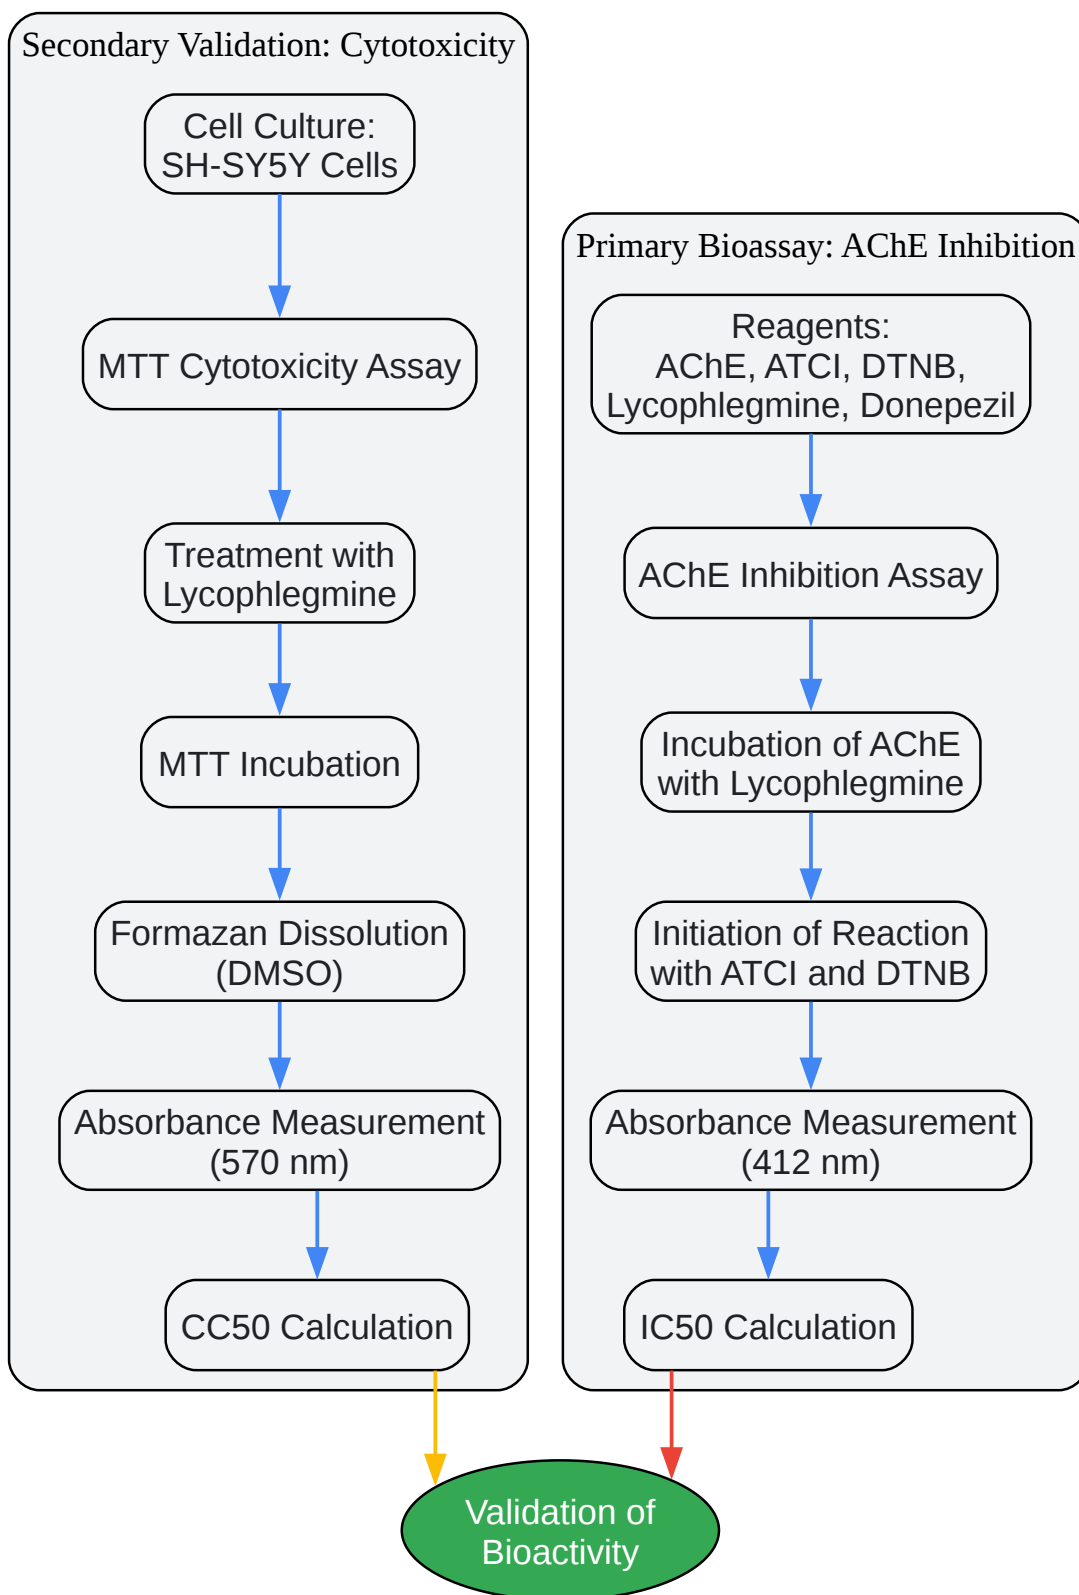 Secondary Validation: Cytotoxicity
Cell Culture:
SH-SY5Y Cells
MTT Cytotoxicity Assay
Treatment with
Lycophlegmine
MTT Incubation
Formazan Dissolution
(DMSO)
Absorbance Measurement
(570 nm)
CC50 Calculation
Primary Bioassay: AChE Inhibition
Reagents:
AChE, ATCI, DTNB,
Lycophlegmine, Donepezil
AChE Inhibition Assay
Incubation of AChE
with Lycophlegmine
Initiation of Reaction
with ATCI and DTNB
Absorbance Measurement
(412 nm)
IC50 Calculation
Validation of
Bioactivity